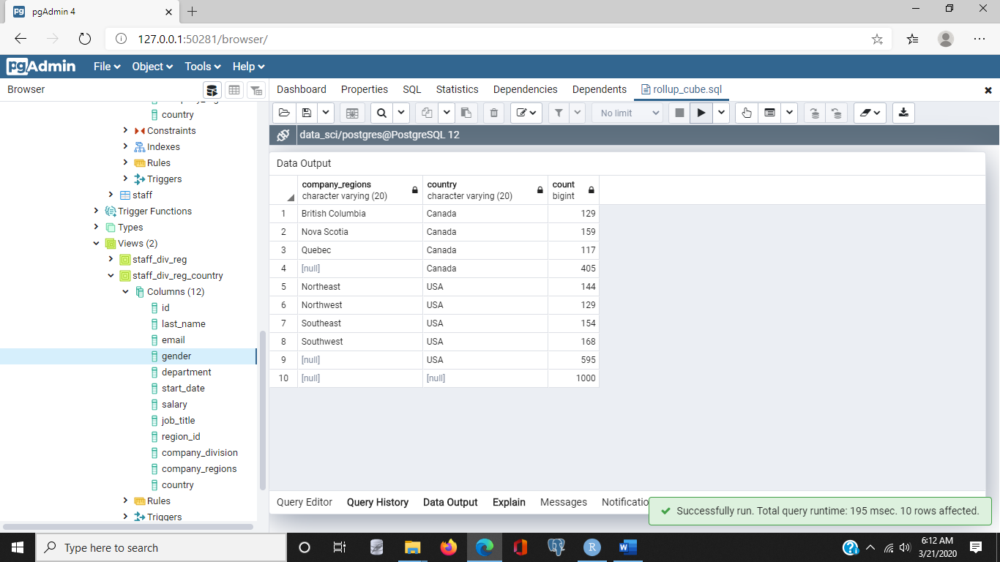 pgAdmin 4
127.0.0.1:50281/browser/
pgAdmin File Object Tools Help
Browser
Dashboard Properties SQL Statistics Dependencies Dependents rollup_cube.sql
No limit
data_sci/postgres@PostgreSQL 12
country
Constraints
Indexes
Rules
Triggers
staff
Trigger Functions
Types
Views (2)
staff_div_reg
staff_div_reg_country
Columns (12)
id
last_name
email
gender
department
start_date
salary
job_title
region_id
company_division
company_regions
country
Rules
Triggers
Data Output
company_regions country count
character varying (20) character varying (20) bigint
1 British Columbia Canada 129
2 Nova Scotia Canada 159
3 Quebec Canada 117
4 [null] Canada 405
5 Northeast USA 144
6 Northwest USA 129
7 Southeast USA 154
8 Southwest USA 168
9 [null] USA 595
10 [null] [null] 1000
Query Editor Query History Data Output Explain Messages Notificatio
Successfully run. Total query runtime: 195 msec. 10 rows affected.
Type here to search
6:12 AM
3/21/2020